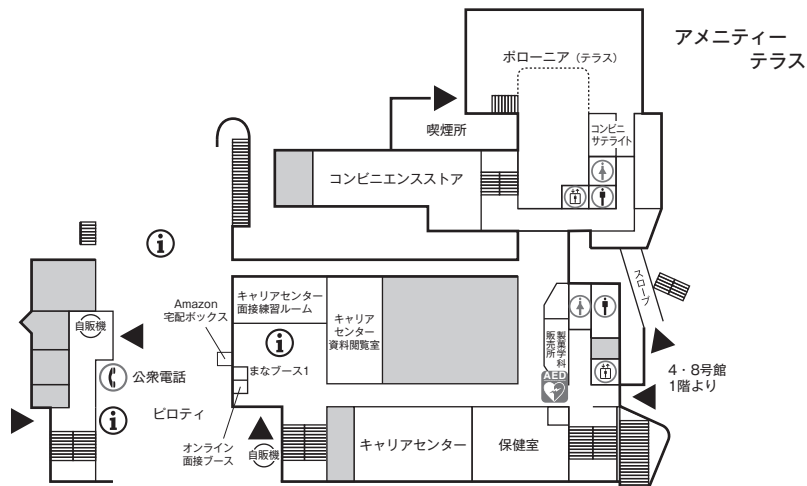 アメニティー
テラス
ポローニア（テラス）
喫煙所
コンビニ
サテライト
コンビニエンスストア
スロープ
Amazon
宅配ボックス
キャリアセンター
面接練習ルーム
キャリア
センター
資料閲覧室
自販機
i
i
まなブース1
製菓学科
販売所
公衆電話
AED
4・8号館
1階より
i
ピロティ
オンライン
面接ブース
自販機
キャリアセンター
保健室